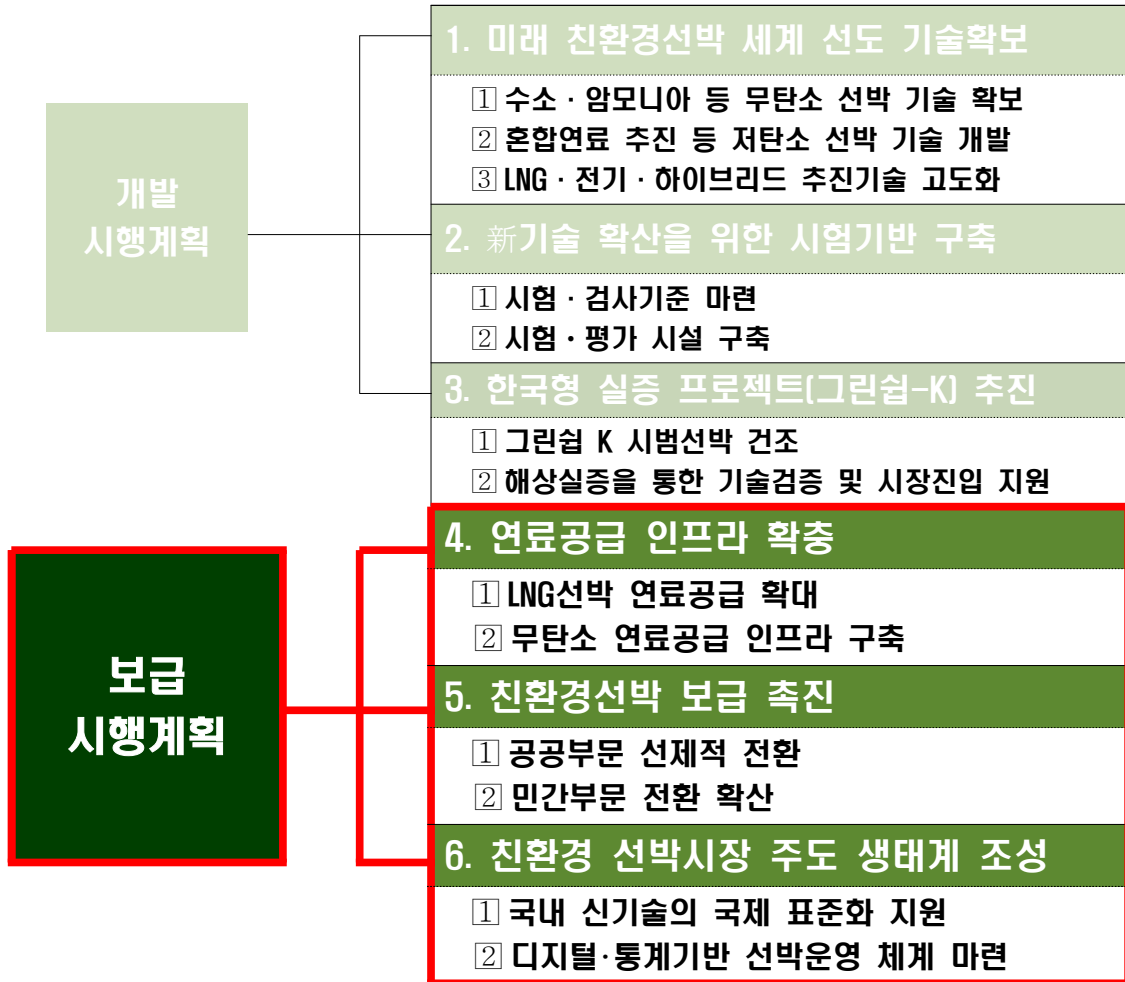 개발
시행계획
1. 미래 친환경선박 세계 선도 기술확보
1 수소 · 암모니아 등 무탄소 선박 기술 확보
2 혼합연료 추진 등 저탄소 선박 기술 개발
3 LNG · 전기 · 하이브리드 추진기술 고도화
2. 新기술 확산을 위한 시험기반 구축
1 시험 · 검사기준 마련
2 시험 · 평가 시설 구축
3. 한국형 실증 프로젝트(그린쉽-K) 추진
1 그린쉽 K 시범선박 건조
2 해상실증을 통한 기술검증 및 시장진입 지원
보급
시행계획
4. 연료공급 인프라 확충
1 LNG선박 연료공급 확대
2 무탄소 연료공급 인프라 구축
5. 친환경선박 보급 촉진
1 공공부문 선제적 전환
2 민간부문 전환 확산
6. 친환경 선박시장 주도 생태계 조성
1 국내 신기술의 국제 표준화 지원
2 디지털·통계기반 선박운영 체계 마련